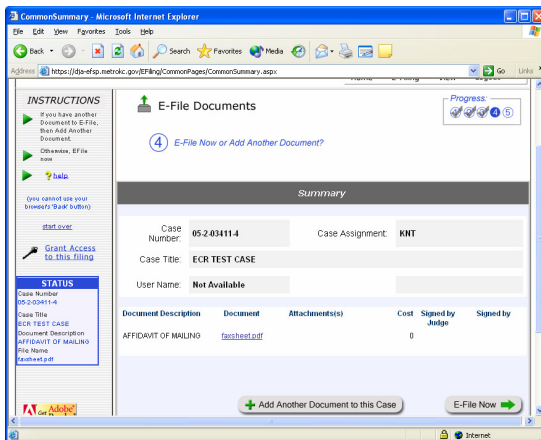 CommonSummary - Microsoft Internet Explorer
File Edit View Favorites Tools Help
Back Search Favorites Media
Address https://dja-efsp.metrokc.gov/EFiling/CommonPages/CommonSummary.aspx Go Links
INSTRUCTIONS
If you have another
Document to E-File,
then Add Another
Document.
Otherwise, EFile
now
help
(you cannot use your
browser's 'Back' button)
start over
Grant Access
to this filing
STATUS
Case Number
05-2-03411-4
Case Title
ECR TEST CASE
Document Description
AFFIDAVIT OF MAILING
File Name
faxsheet.pdf
Get Adobe
E-File Documents
Progress:
4 5
4 E-File Now or Add Another Document?
Summary
Case Number: 05-2-03411-4 Case Assignment: KNT
Case Title: ECR TEST CASE
User Name: Not Available
Document Description Document Attachments(s) Cost Signed by Judge Signed by
AFFIDAVIT OF MAILING faxsheet.pdf 0
Add Another Document to this Case E-File Now
Internet